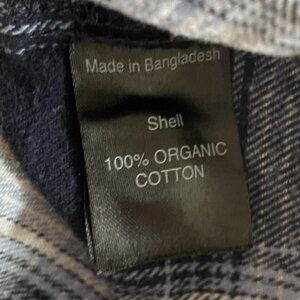 Made in Bangladesh
Shell
100% ORGANIC
COTTON